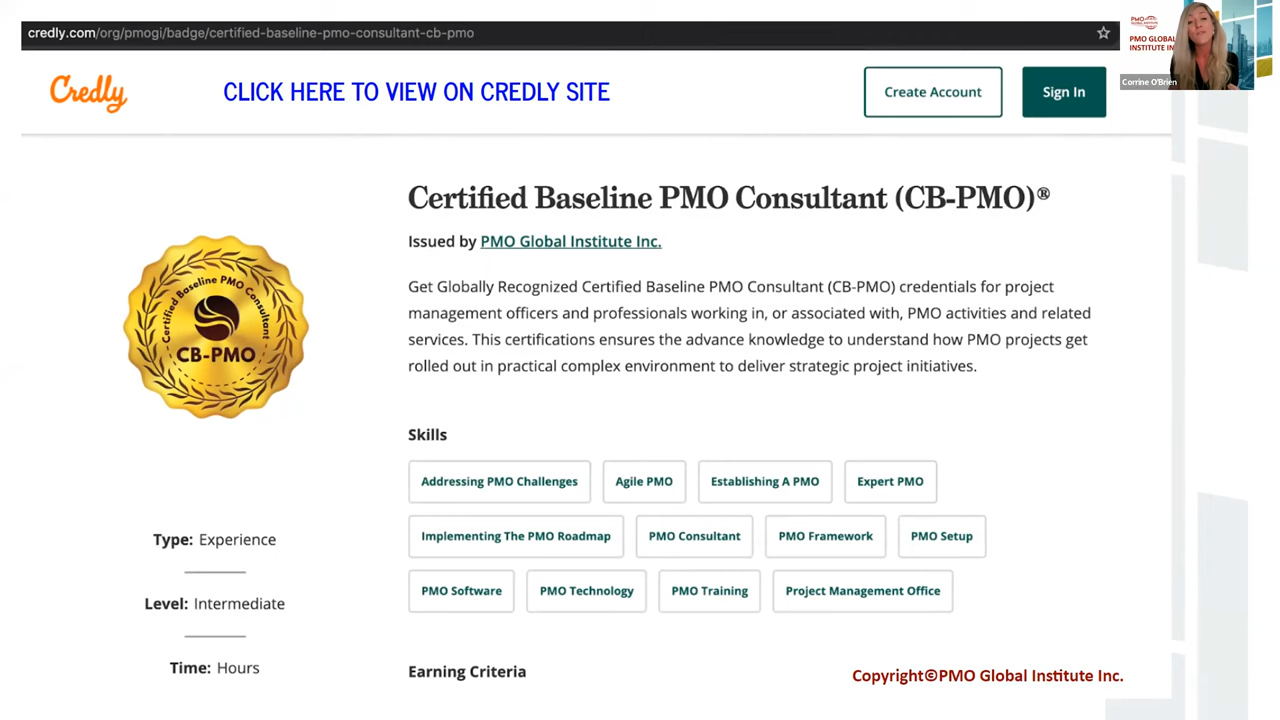 credly.com/org/pmogi/badge/certified-baseline-pmo-consultant-cb-pmo
PMO GLOBAL
INSTITUTE IN
Corrine O'Brien
Credly
CLICK HERE TO VIEW ON CREDLY SITE
Create Account
Sign In
Certified Baseline PMO Consultant (CB-PMO)®
Issued by PMO Global Institute Inc.
Get Globally Recognized Certified Baseline PMO Consultant (CB-PMO) credentials for project
management officers and professionals working in, or associated with, PMO activities and related
services. This certifications ensures the advance knowledge to understand how PMO projects get
rolled out in practical complex environment to deliver strategic project initiatives.
Certified Baseline PMO Consultant
CB-PMO
Type: Experience
Level: Intermediate
Time: Hours
Skills
Addressing PMO Challenges
Agile PMO
Establishing A PMO
Expert PMO
Implementing The PMO Roadmap
PMO Consultant
PMO Framework
PMO Setup
PMO Software
PMO Technology
PMO Training
Project Management Office
Earning Criteria
Copyright©PMO Global Institute Inc.